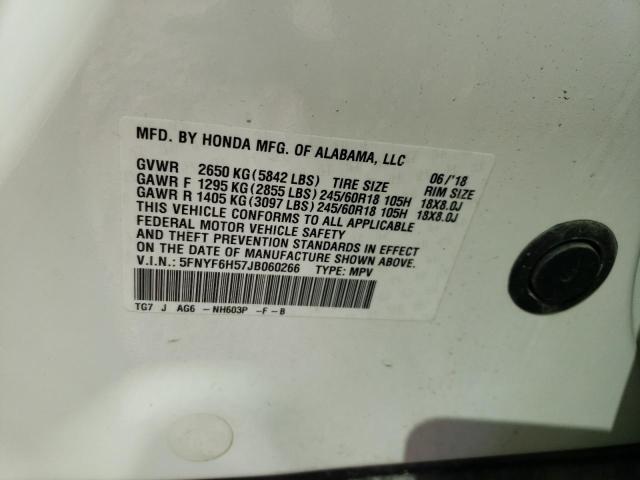 MFD. BY HONDA MFG. OF ALABAMA, LLC
GVWR 2650 KG (5842 LBS) TIRE SIZE 06/'18 RIM SIZE
GAWR F 1295 KG (2855 LBS) 245/60R18 105H 18X8.0J
GAWR R 1405 KG (3097 LBS) 245/60R18 105H 18X8.0J
THIS VEHICLE CONFORMS TO ALL APPLICABLE
FEDERAL MOTOR VEHICLE SAFETY
AND THEFT PREVENTION STANDARDS IN EFFECT
ON THE DATE OF MANUFACTURE SHOWN ABOVE.
V.I.N.: 5FNYF6H57JB060266 TYPE: MPV
TG7 J AG6 -NH603P -F-B